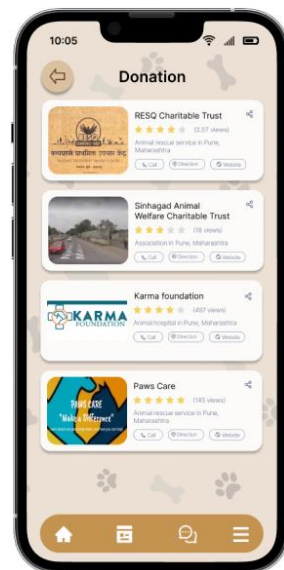 10:05
Donation
RESQ Charitable Trust
(2.57 views)
Animal rescue service in Pune,
Maharashtra
Call Direction Website
Sinhagad Animal
Welfare Charitable Trust
(118 views)
Association in Pune, Maharashtra
Call Direction Website
KARMA
FOUNDATION
Karma foundation
(497 views)
Animal hospital in Pune, Maharashtra
Call Direction Website
PAWS CARE
"Make a Difference"
Paws Care
(145 views)
Animal rescue service in Pune,
Maharashtra
Call Direction Website